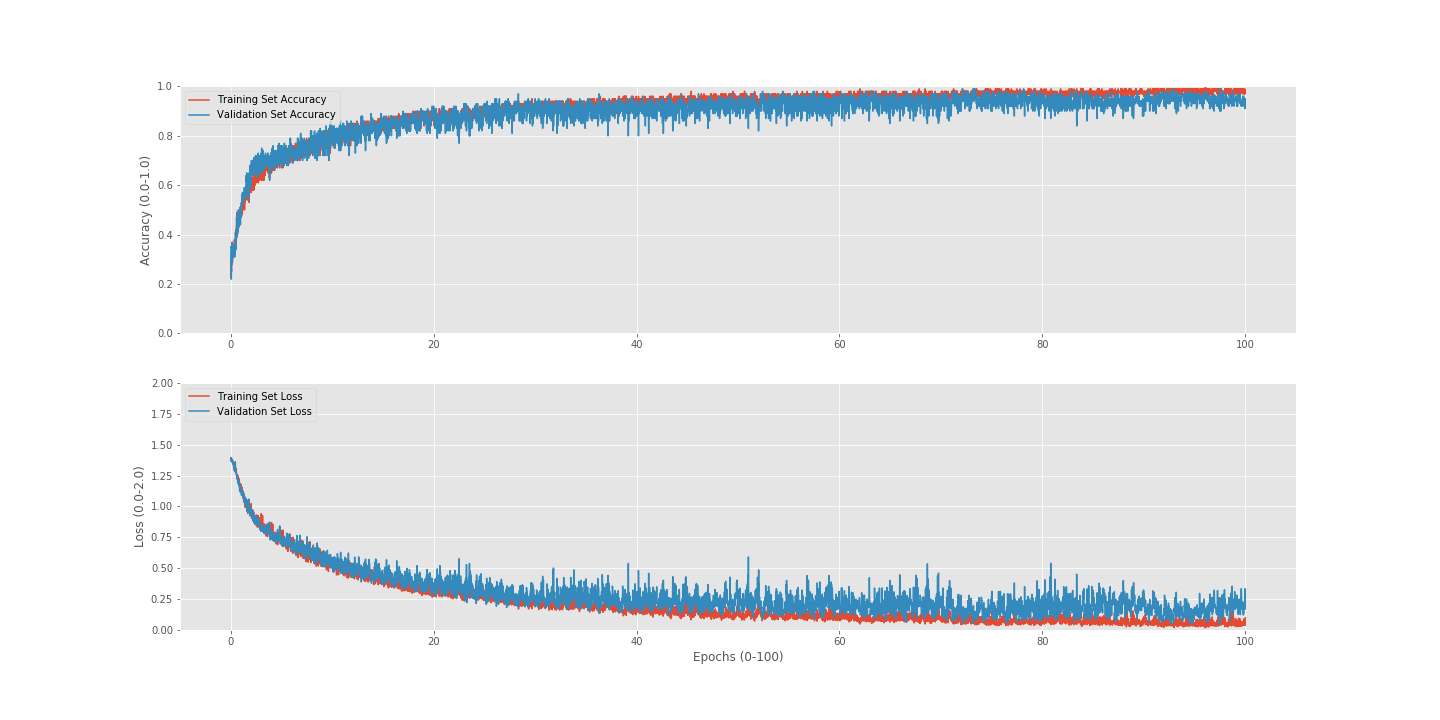 1.0
Training Set Accuracy
Validation Set Accuracy
0.8
0.6
0.4
0.2
0.0
Accuracy (0.0-1.0)
0 20 40 60 80 100
2.00
Training Set Loss
Validation Set Loss
1.75
1.50
1.25
1.00
0.75
0.50
0.25
0.00
Loss (0.0-2.0)
0 20 40 60 80 100
Epochs (0-100)